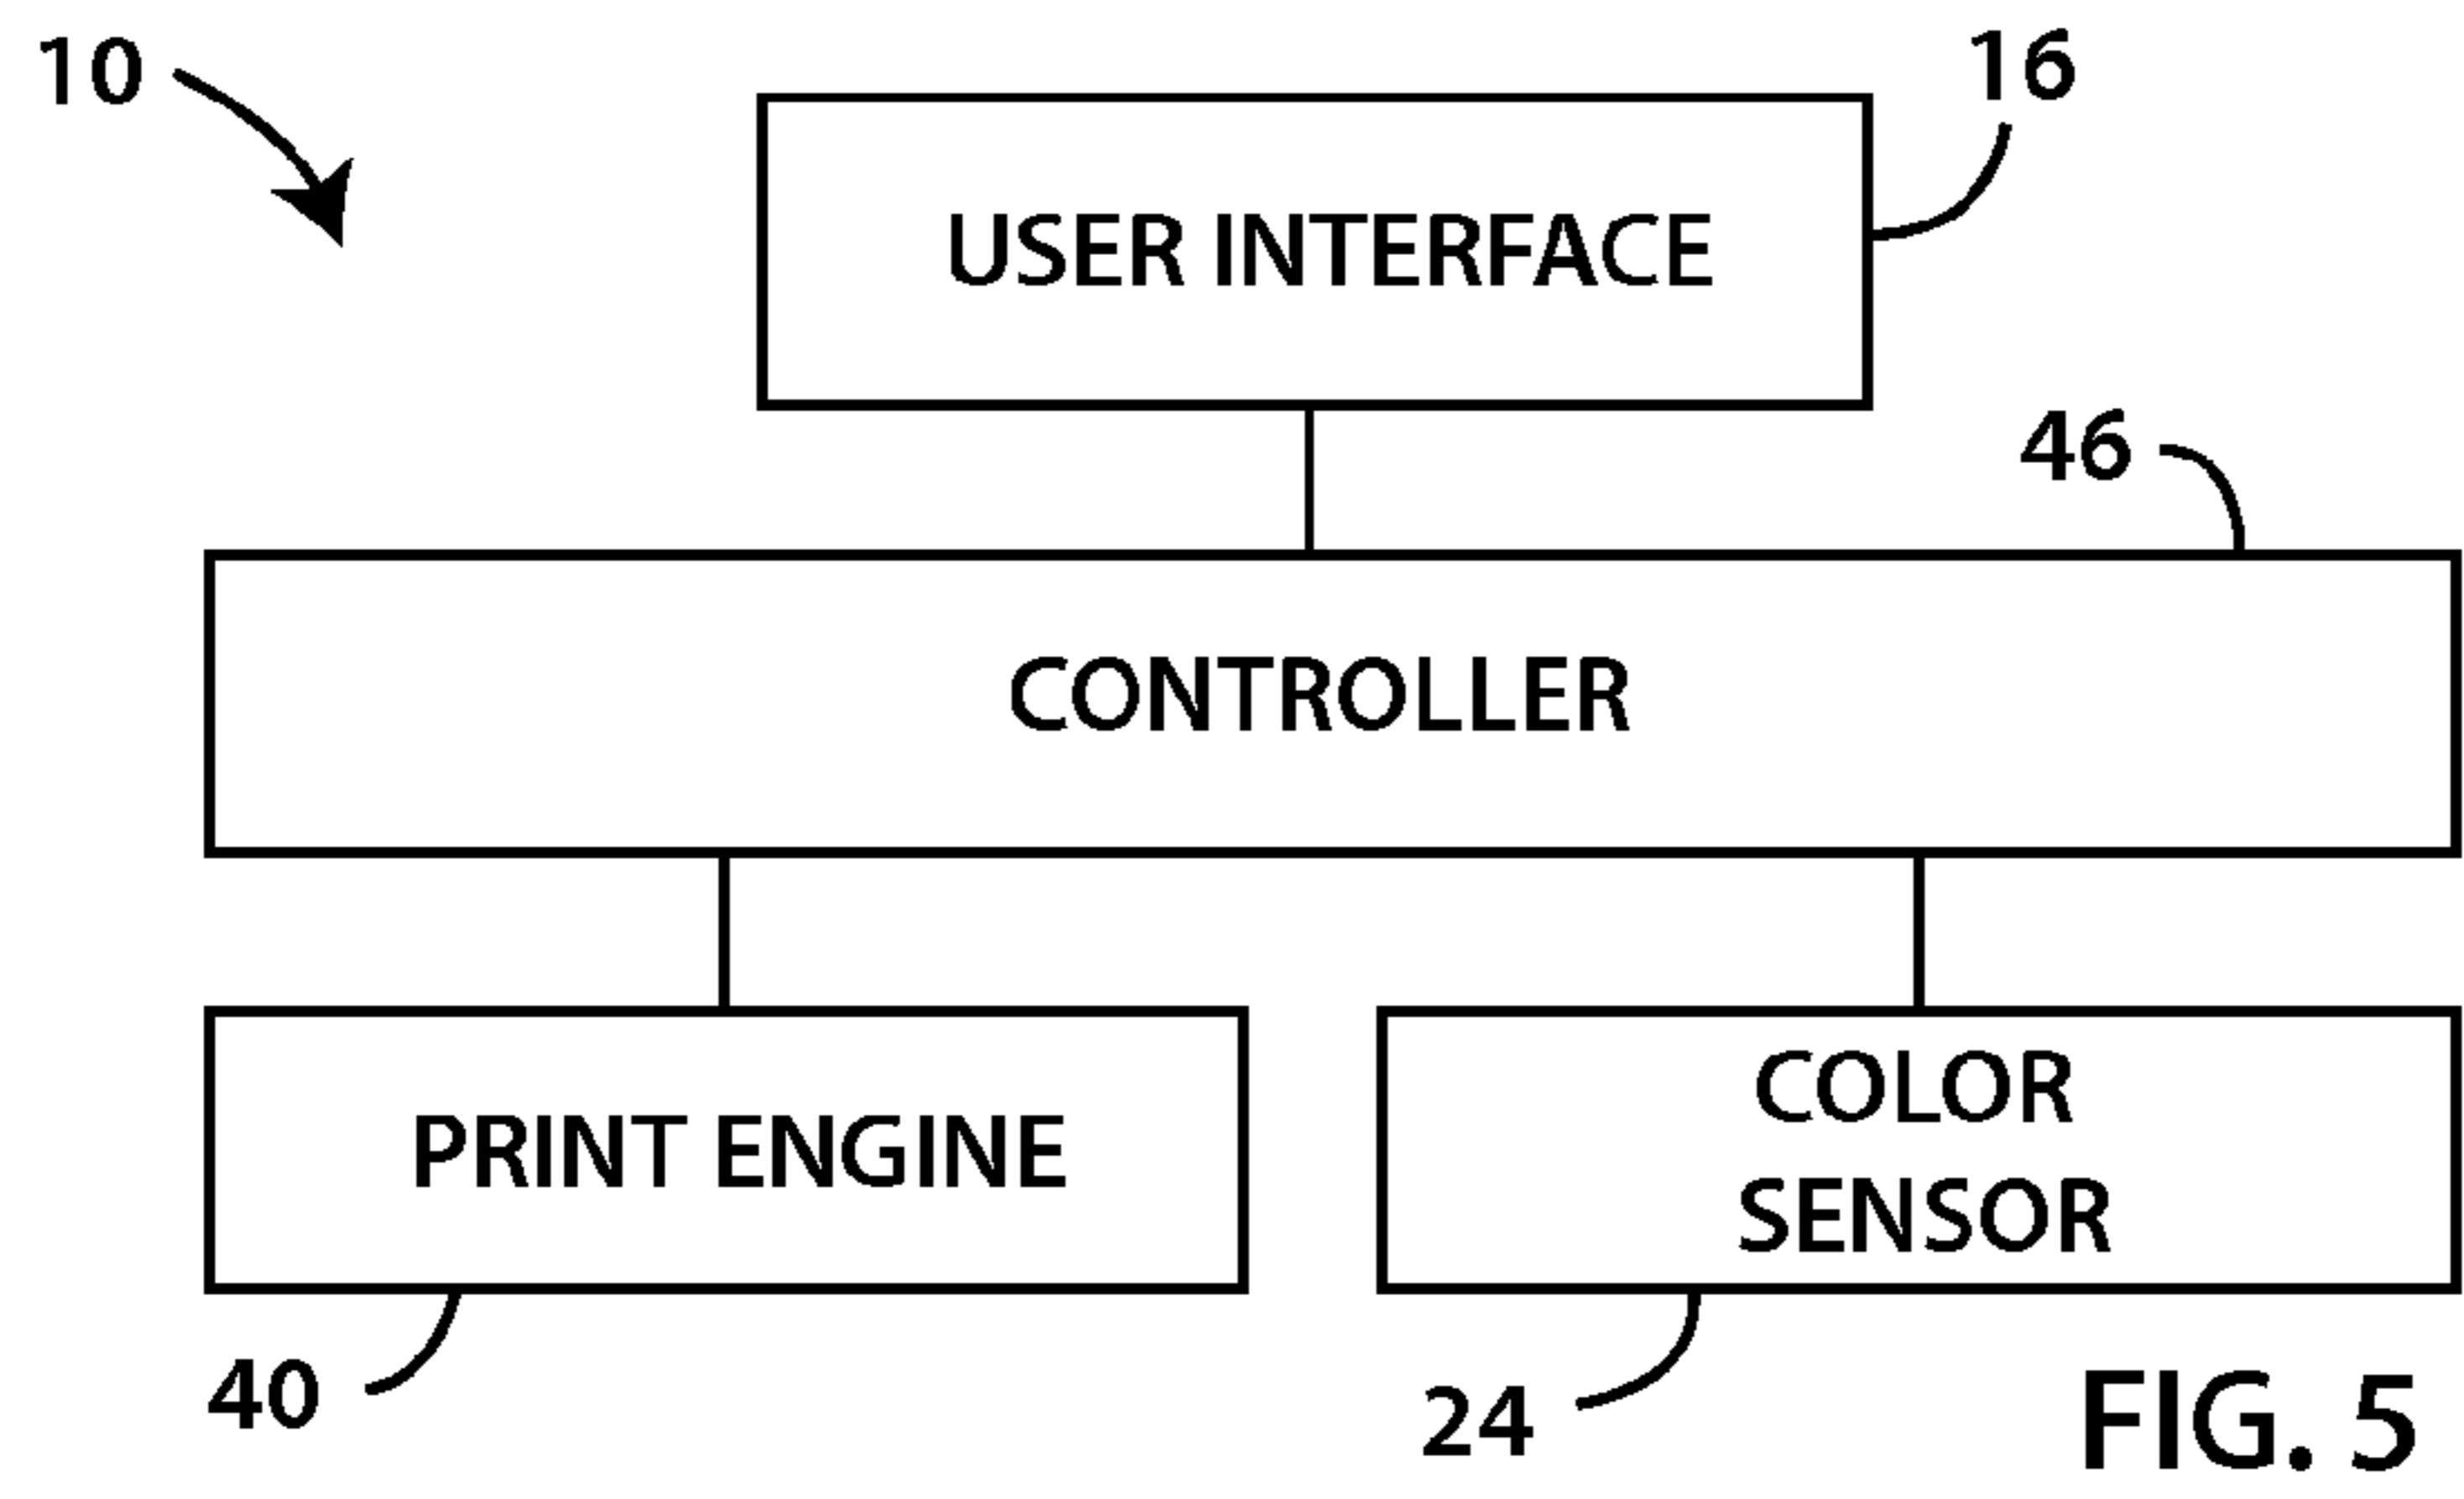 10
16
USER INTERFACE
46
CONTROLLER
PRINT ENGINE
COLOR
SENSOR
40
24
FIG. 5